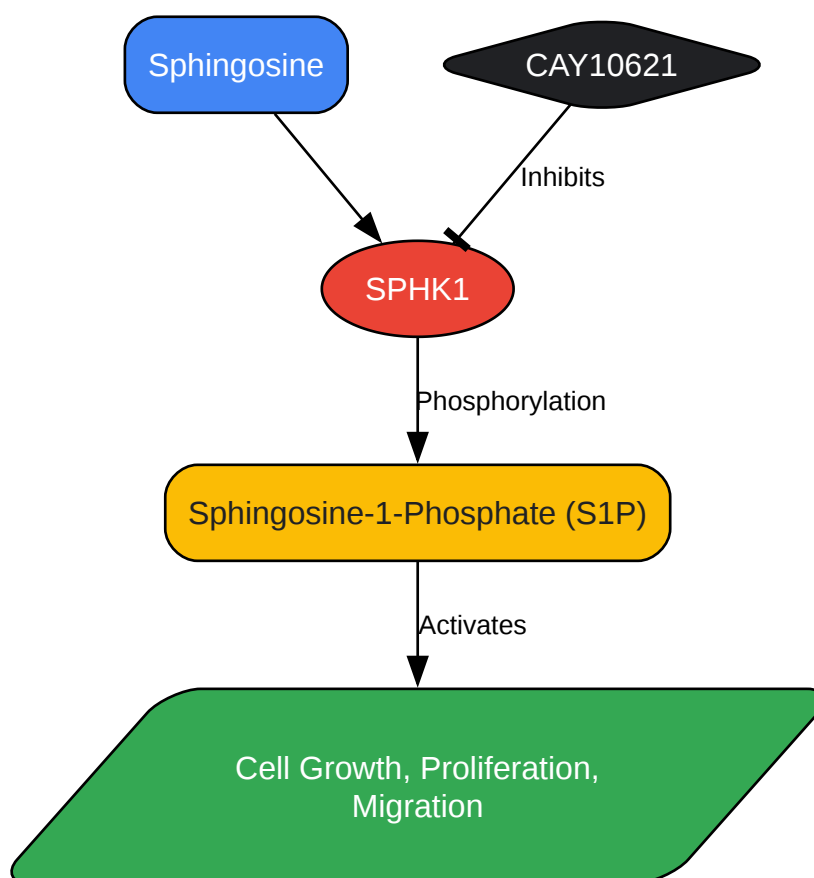 Sphingosine
CAY10621
Inhibits
SPHK1
Phosphorylation
Sphingosine-1-Phosphate (S1P)
Activates
Cell Growth, Proliferation,
Migration